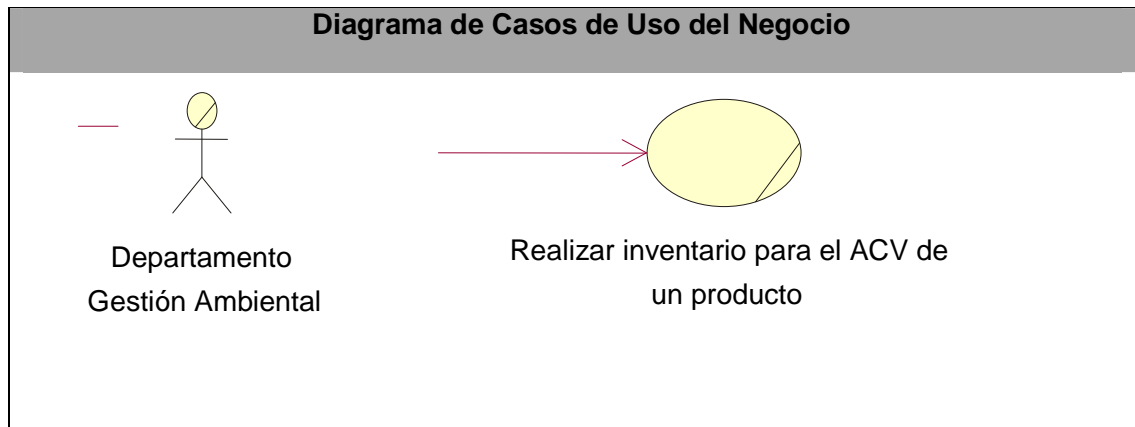 Diagrama de Casos de Uso del Negocio
Departamento
Gestión Ambiental
Realizar inventario para el ACV de
un producto